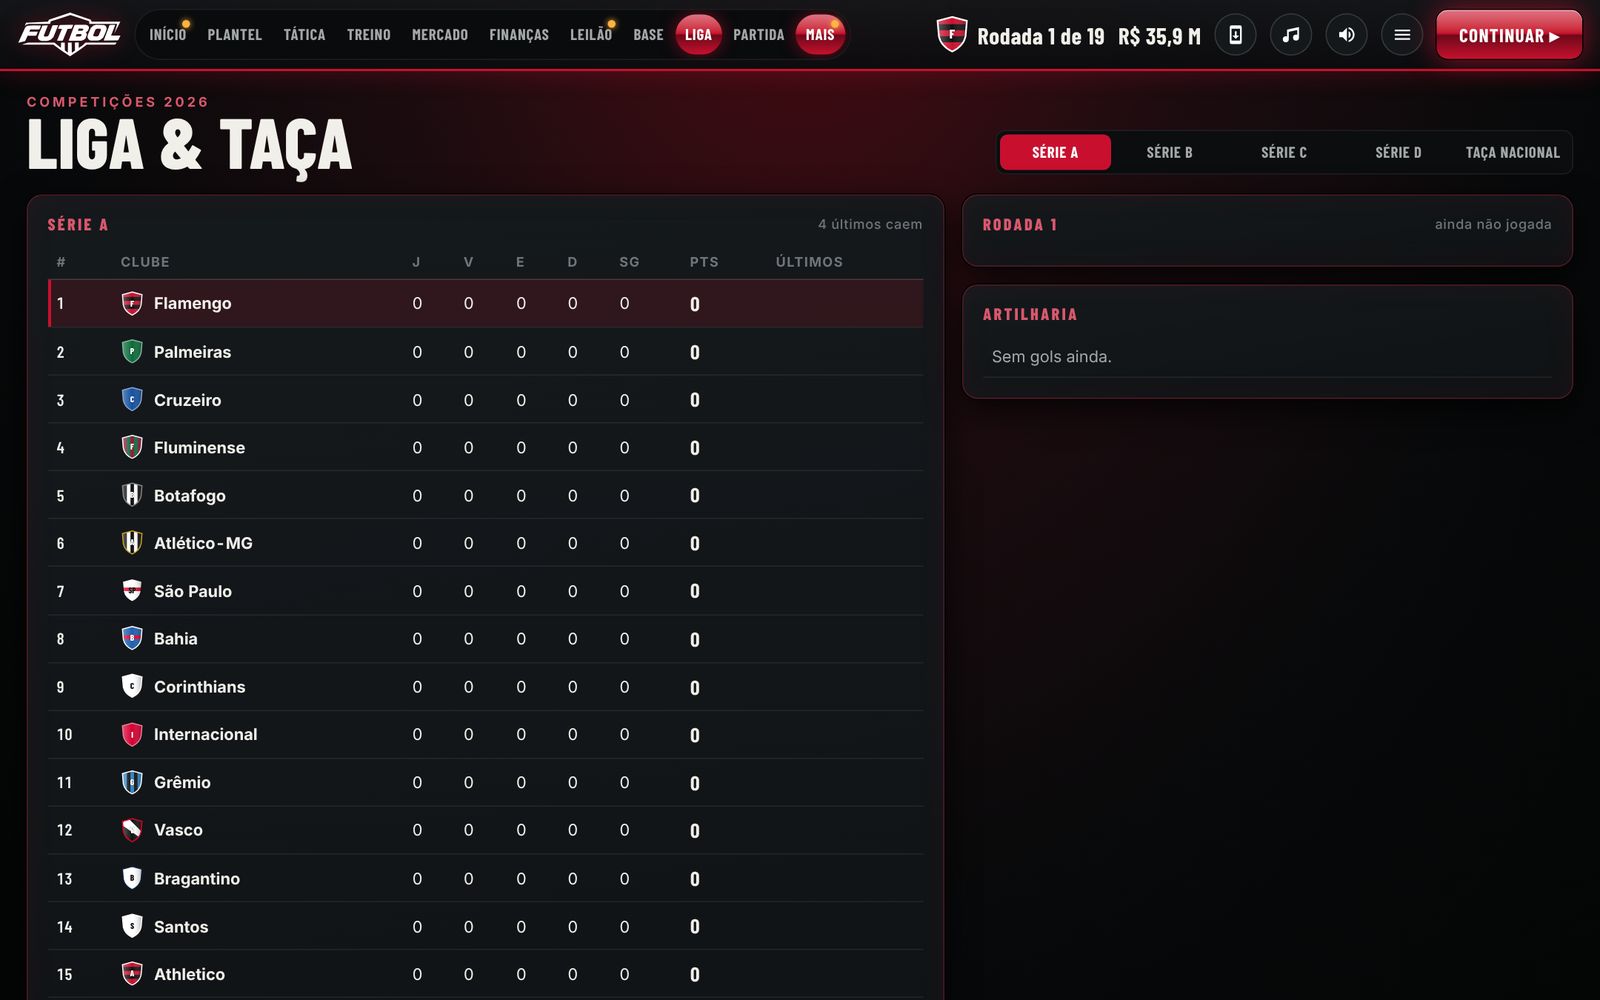 FUTBOL
INÍCIO PLANTEL TÁTICA TREINO MERCADO FINANÇAS LEILÃO BASE LIGA PARTIDA MAIS
F Rodada 1 de 19 R$ 35,9 M CONTINUAR ▶
COMPETIÇÕES 2026
LIGA & TAÇA
SÉRIE A SÉRIE B SÉRIE C SÉRIE D TAÇA NACIONAL
SÉRIE A 4 últimos caem
# CLUBE J V E D SG PTS ÚLTIMOS
1 F Flamengo 0 0 0 0 0 0
2 P Palmeiras 0 0 0 0 0 0
3 C Cruzeiro 0 0 0 0 0 0
4 F Fluminense 0 0 0 0 0 0
5 Botafogo 0 0 0 0 0 0
6 Atlético-MG 0 0 0 0 0 0
7 SP São Paulo 0 0 0 0 0 0
8 B Bahia 0 0 0 0 0 0
9 C Corinthians 0 0 0 0 0 0
10 I Internacional 0 0 0 0 0 0
11 G Grêmio 0 0 0 0 0 0
12 Vasco 0 0 0 0 0 0
13 B Bragantino 0 0 0 0 0 0
14 S Santos 0 0 0 0 0 0
15 A Athletico 0 0 0 0 0 0
RODADA 1 ainda não jogada
ARTILHARIA
Sem gols ainda.